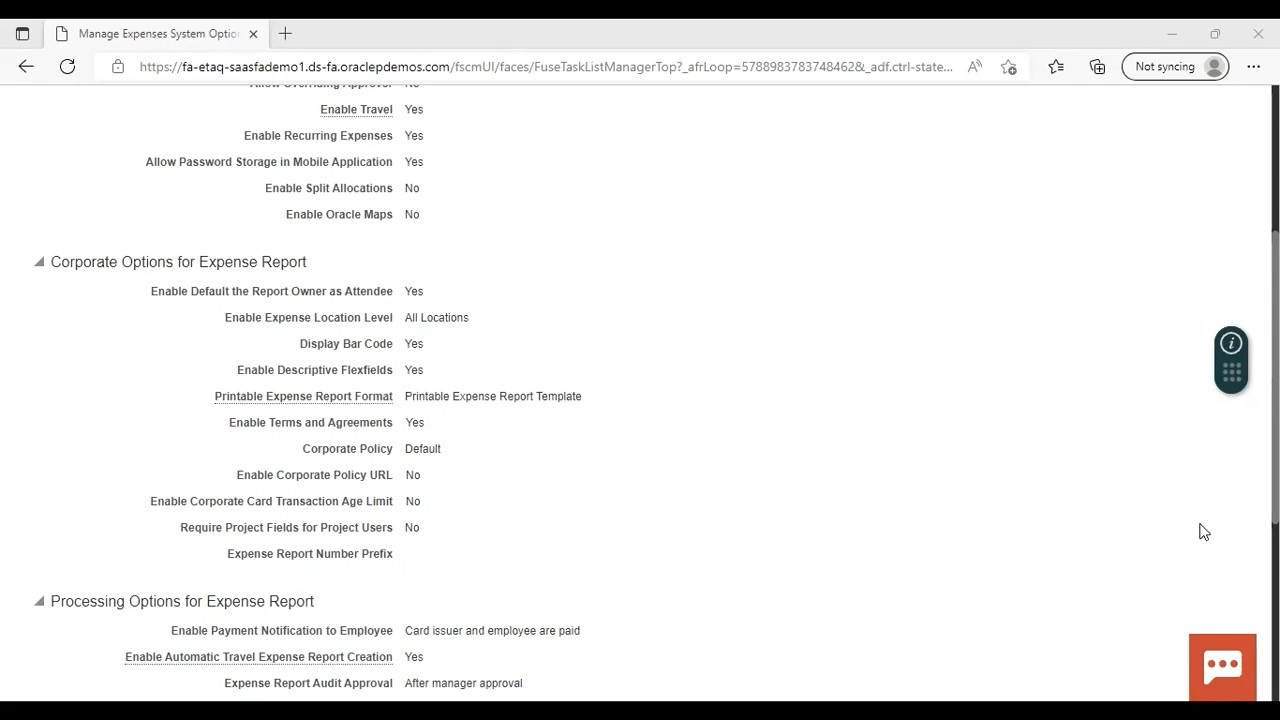 Manage Expenses System Optio
https://fa-etaq-saasfademo1.ds-fa.oraclepdemos.com/fscmUI/faces/FuseTaskListManagerTop?_afrLoop=5788983783748462&_adf.ctrl-state...
Not syncing
Allow Overriding Approver No
Enable Travel Yes
Enable Recurring Expenses Yes
Allow Password Storage in Mobile Application Yes
Enable Split Allocations No
Enable Oracle Maps No
Corporate Options for Expense Report
Enable Default the Report Owner as Attendee Yes
Enable Expense Location Level All Locations
Display Bar Code Yes
Enable Descriptive Flexfields Yes
Printable Expense Report Format Printable Expense Report Template
Enable Terms and Agreements Yes
Corporate Policy Default
Enable Corporate Policy URL No
Enable Corporate Card Transaction Age Limit No
Require Project Fields for Project Users No
Expense Report Number Prefix
Processing Options for Expense Report
Enable Payment Notification to Employee Card issuer and employee are paid
Enable Automatic Travel Expense Report Creation Yes
Expense Report Audit Approval After manager approval